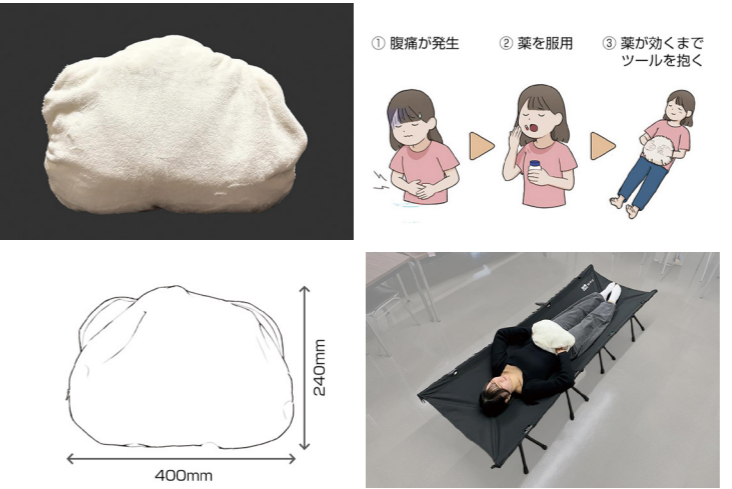 ① 腹痛が発生
② 薬を服用
③ 薬が効くまで
ツールを抱く
240mm
400mm